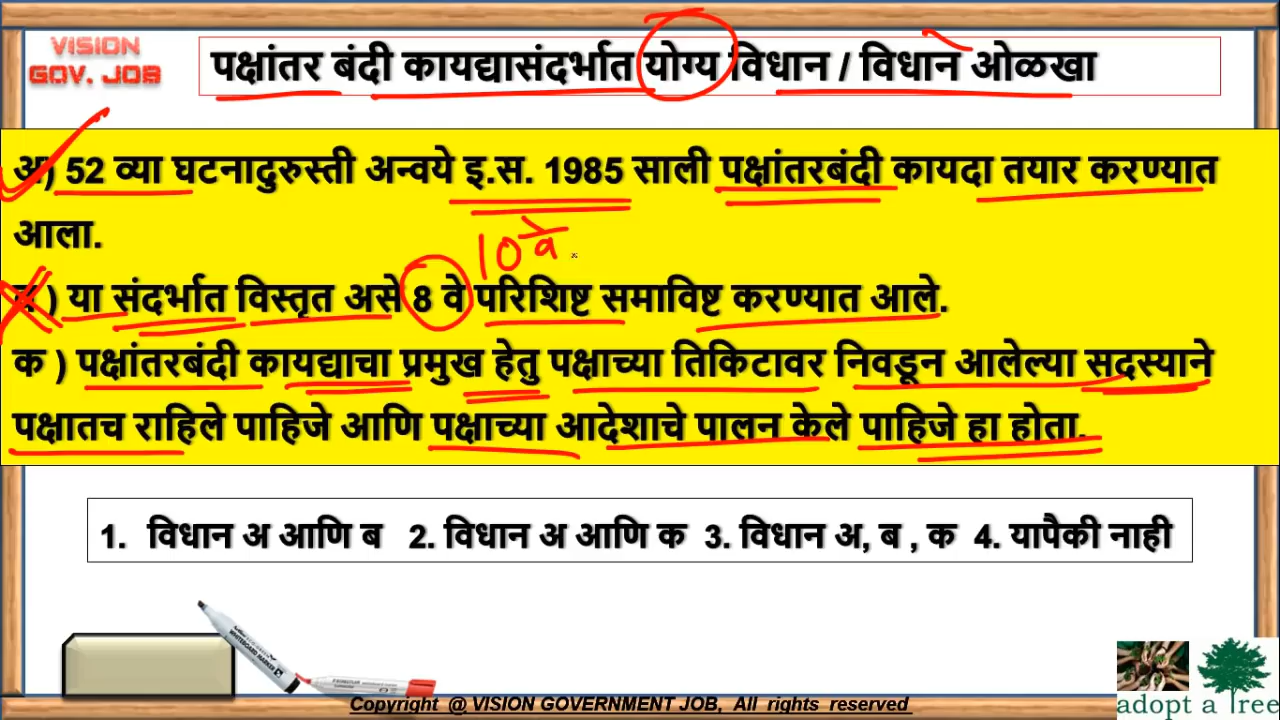 VISION
GOV. JOB
पक्षांतर बंदी कायद्यासंदर्भात योग्य विधान / विधाने ओळखा
अ) 52 व्या घटनादुरुस्ती अन्वये इ.स. 1985 साली पक्षांतरबंदी कायदा तयार करण्यात
आला.
10 वे
ब ) या संदर्भात विस्तृत असे 8 वे परिशिष्ट समाविष्ट करण्यात आले.
क ) पक्षांतरबंदी कायद्याचा प्रमुख हेतु पक्षाच्या तिकिटावर निवडून आलेल्या सदस्याने
पक्षातच राहिले पाहिजे आणि पक्षाच्या आदेशाचे पालन केले पाहिजे हा होता.
1. विधान अ आणि ब 2. विधान अ आणि क 3. विधान अ, ब , क 4. यापैकी नाही
WHITEBOARD MARKER
Copyright @ VISION GOVERNMENT JOB, All rights reserved
adopt a Tree